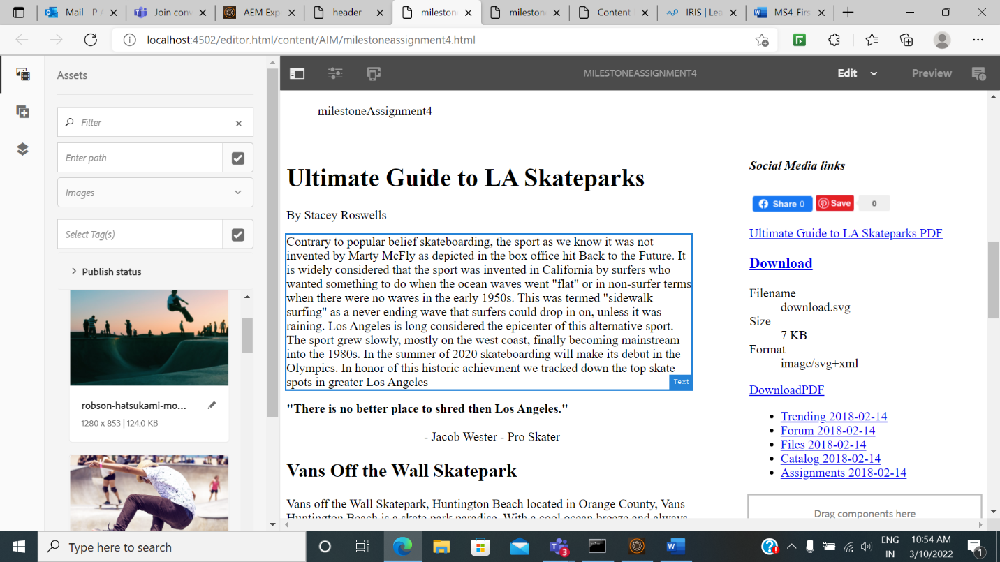 Mail - P A
Join conv
AEM Exp
header
mileston
mileston
Content
IRIS | Lea
MS4_Firs
localhost:4502/editor.html/content/AIM/milestoneassignment4.html
Assets
Filter
Enter path
Images
Select Tag(s)
Publish status
robson-hatsukami-mo...
1280 x 853 | 124.0 KB
MILESTONEASSIGNMENT4
Edit
Preview
milestoneAssignment4
Ultimate Guide to LA Skateparks
By Stacey Roswells
Contrary to popular belief skateboarding, the sport as we know it was not
invented by Marty McFly as depicted in the box office hit Back to the Future. It
is widely considered that the sport was invented in California by surfers who
wanted something to do when the ocean waves went "flat" or in non-surfer terms
when there were no waves in the early 1950s. This was termed "sidewalk
surfing" as a never ending wave that surfers could drop in on, unless it was
raining. Los Angeles is long considered the epicenter of this alternative sport.
The sport grew slowly, mostly on the west coast, finally becoming mainstream
into the 1980s. In the summer of 2020 skateboarding will make its debut in the
Olympics. In honor of this historic achievment we tracked down the top skate
spots in greater Los Angeles
Text
"There is no better place to shred then Los Angeles."
- Jacob Wester - Pro Skater
Vans Off the Wall Skatepark
Vans off the Wall Skatepark, Huntington Beach located in Orange County, Vans
Huntington Beach is a skate park paradise. With a cool ocean breeze and always
Social Media links
Share 0
Save
0
Ultimate Guide to LA Skateparks PDF
Download
Filename
download.svg
Size
7 KB
Format
image/svg+xml
DownloadPDF
Trending 2018-02-14
Forum 2018-02-14
Files 2018-02-14
Catalog 2018-02-14
Assignments 2018-02-14
Drag components here
Type here to search
3
ENG
IN
10:54 AM
3/10/2022
1